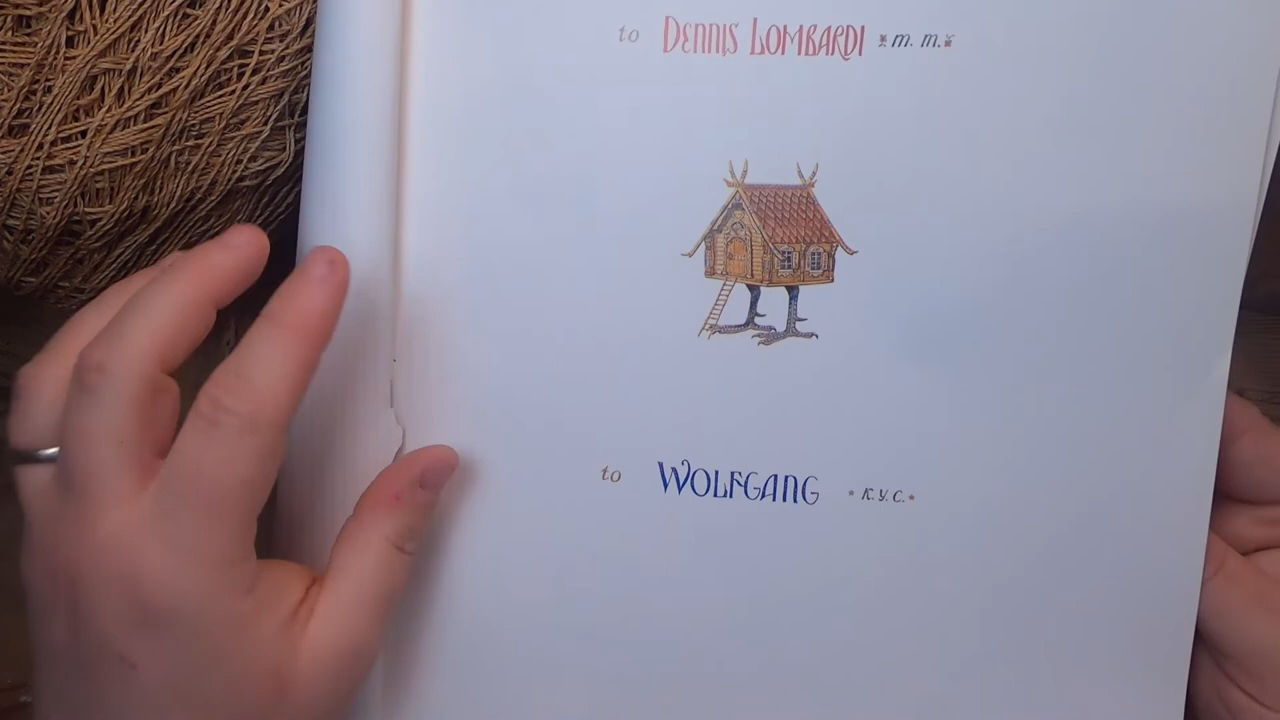 to DENNIS LOMBARDI *m. m.*
to WOLFGANG * K.Y.C. *